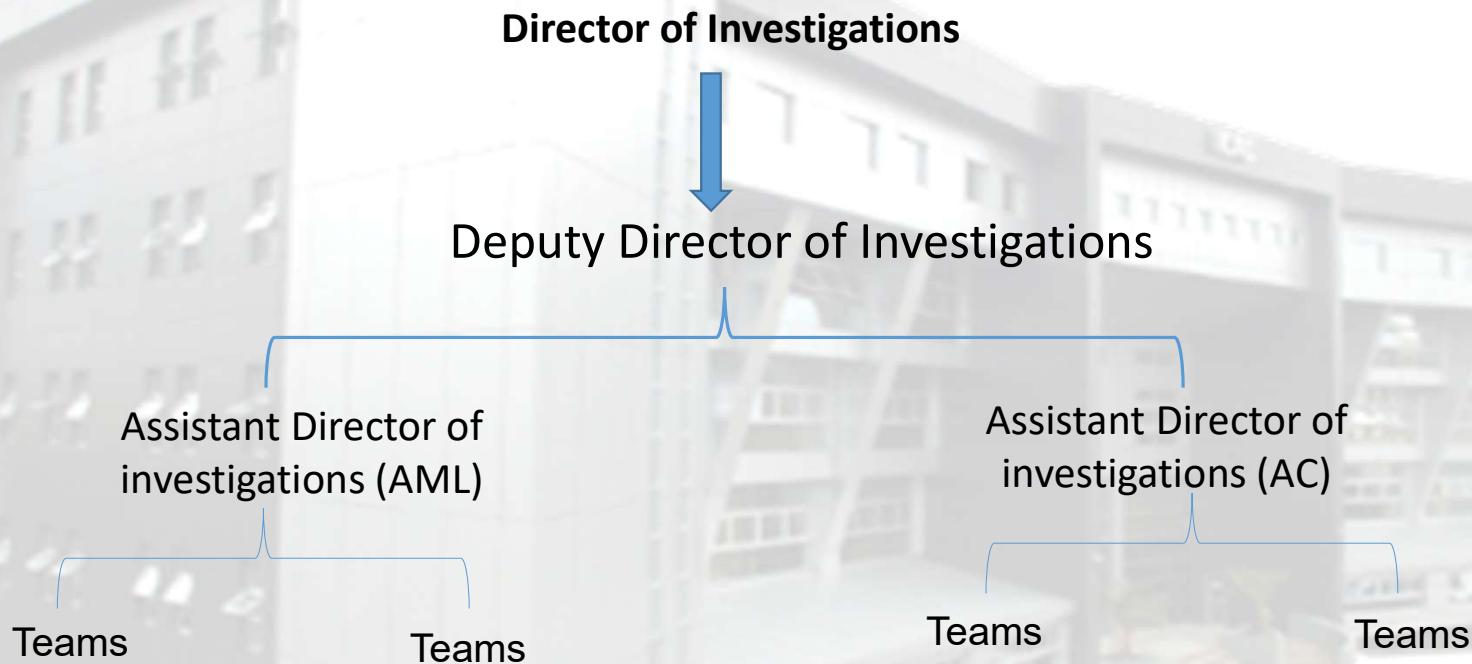 Director of Investigations
Deputy Director of Investigations
Assistant Director of
investigations (AML)
Assistant Director of
investigations (AC)
Teams
Teams
Teams
Teams